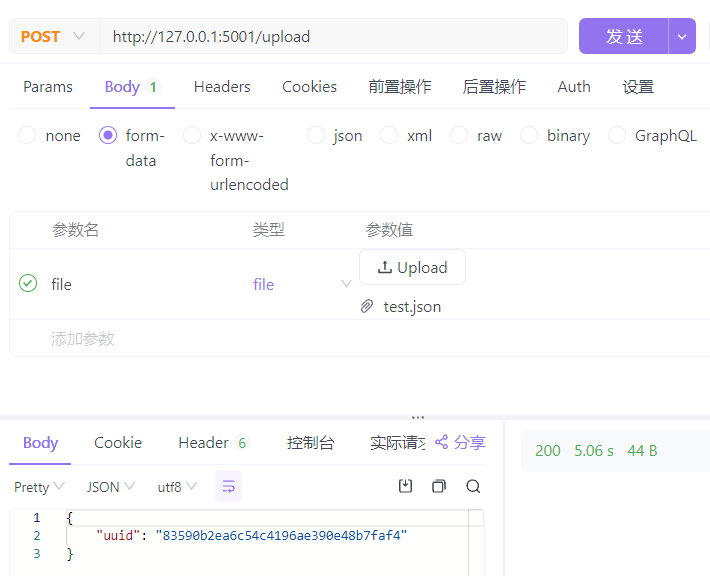 POST http://127.0.0.1:5001/upload 发送
Params Body 1 Headers Cookies 前置操作 后置操作 Auth 设置
none form-data x-www-form-urlencoded json xml raw binary GraphQL
参数名 类型 参数值
Upload
file file
test.json
添加参数
Body Cookie Header 6 控制台 实际请求 分享
200 5.06 s 44 B
Pretty JSON utf8
1 {
2 "uuid": "83590b2ea6c54c4196ae390e48b7faf4"
3 }